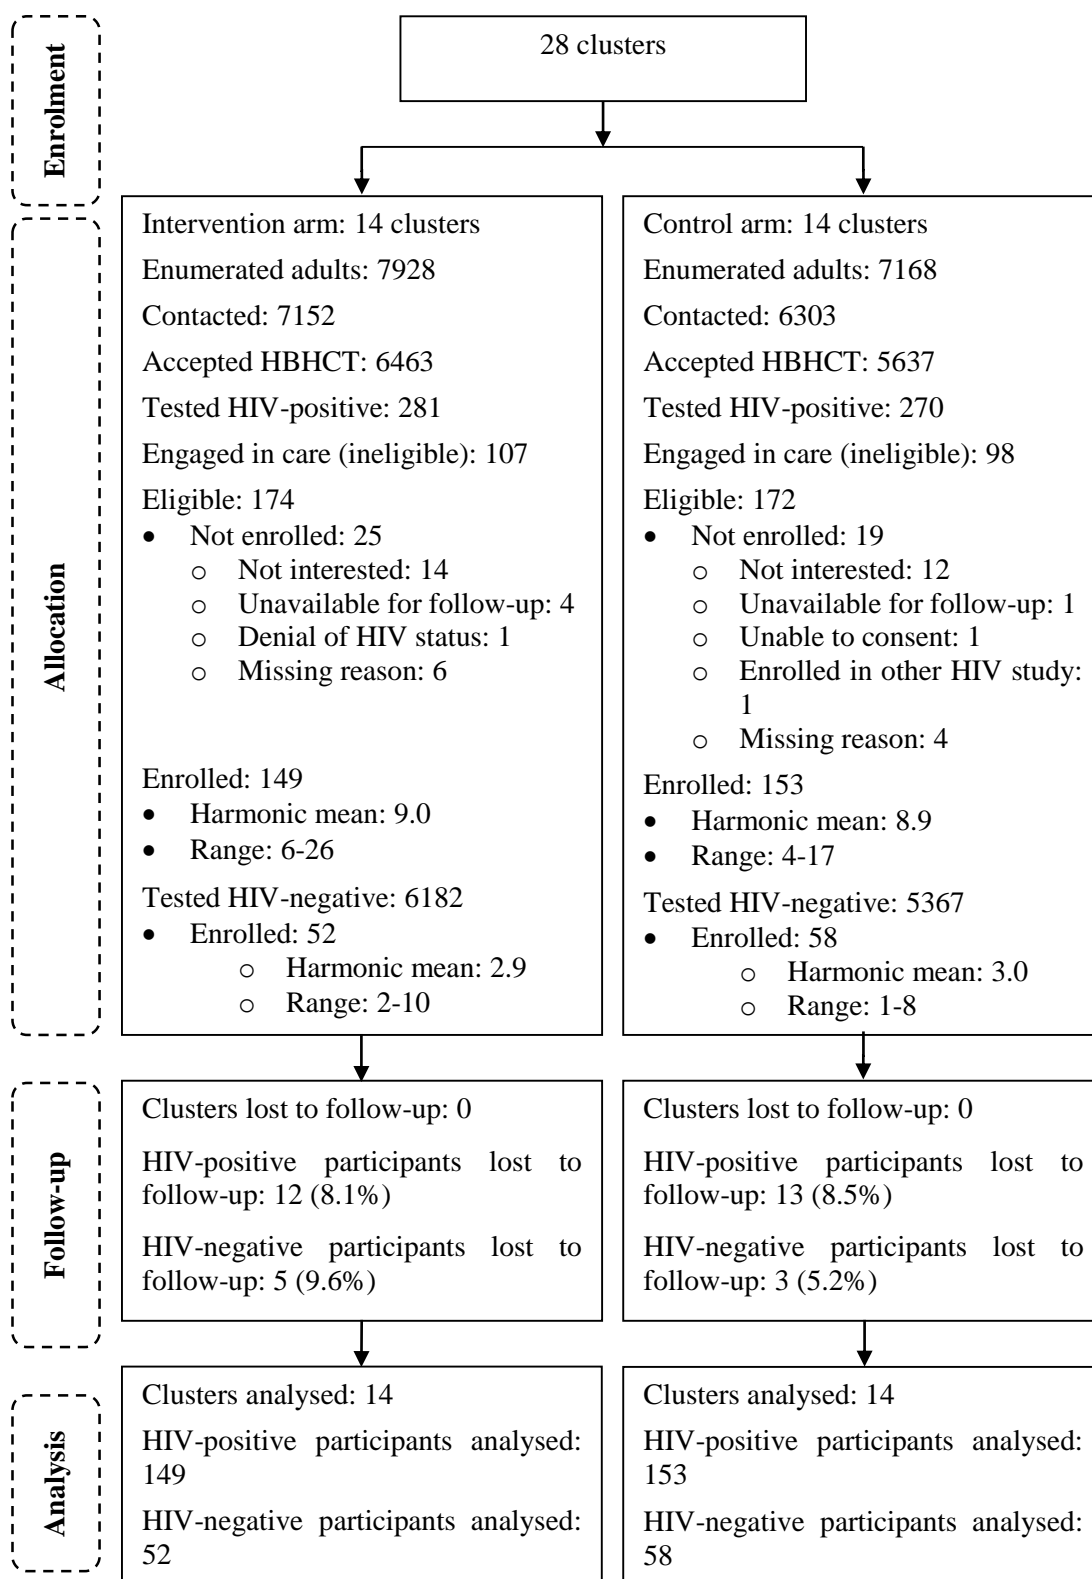 Enrolment
28 clusters
Allocation
Intervention arm: 14 clusters
Enumerated adults: 7928
Contacted: 7152
Accepted HBHCT: 6463
Tested HIV-positive: 281
Engaged in care (ineligible): 107
Eligible: 174
• Not enrolled: 25
o Not interested: 14
o Unavailable for follow-up: 4
o Denial of HIV status: 1
o Missing reason: 6
Enrolled: 149
• Harmonic mean: 9.0
• Range: 6-26
Tested HIV-negative: 6182
• Enrolled: 52
o Harmonic mean: 2.9
o Range: 2-10
Control arm: 14 clusters
Enumerated adults: 7168
Contacted: 6303
Accepted HBHCT: 5637
Tested HIV-positive: 270
Engaged in care (ineligible): 98
Eligible: 172
• Not enrolled: 19
o Not interested: 12
o Unavailable for follow-up: 1
o Unable to consent: 1
o Enrolled in other HIV study:
1
o Missing reason: 4
Enrolled: 153
• Harmonic mean: 8.9
• Range: 4-17
Tested HIV-negative: 5367
• Enrolled: 58
o Harmonic mean: 3.0
o Range: 1-8
Follow-up
Clusters lost to follow-up: 0
HIV-positive participants lost to
follow-up: 12 (8.1%)
HIV-negative participants lost to
follow-up: 5 (9.6%)
Clusters lost to follow-up: 0
HIV-positive participants lost to
follow-up: 13 (8.5%)
HIV-negative participants lost to
follow-up: 3 (5.2%)
Analysis
Clusters analysed: 14
HIV-positive participants analysed:
149
HIV-negative participants analysed:
52
Clusters analysed: 14
HIV-positive participants analysed:
153
HIV-negative participants analysed:
58